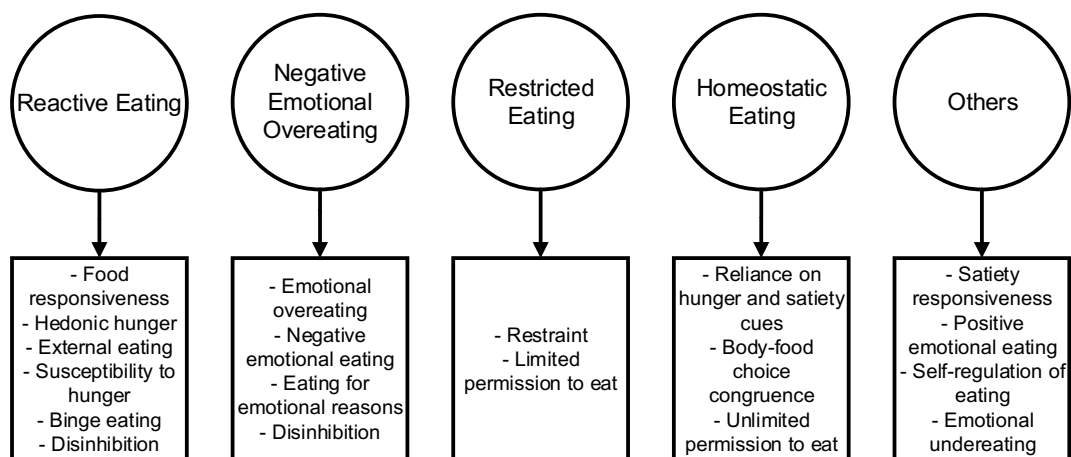 Reactive Eating
Negative
Emotional
Overeating
Restricted
Eating
Homeostatic
Eating
Others
- Food
responsiveness
- Hedonic hunger
- External eating
- Susceptibility to
hunger
- Binge eating
- Disinhibition
- Emotional
overeating
- Negative
emotional eating
- Eating for
emotional reasons
- Disinhibition
- Restraint
- Limited
permission to eat
- Reliance on
hunger and satiety
cues
- Body-food
choice
congruence
- Unlimited
permission to eat
- Satiety
responsiveness
- Positive
emotional eating
- Self-regulation of
eating
- Emotional
undereating